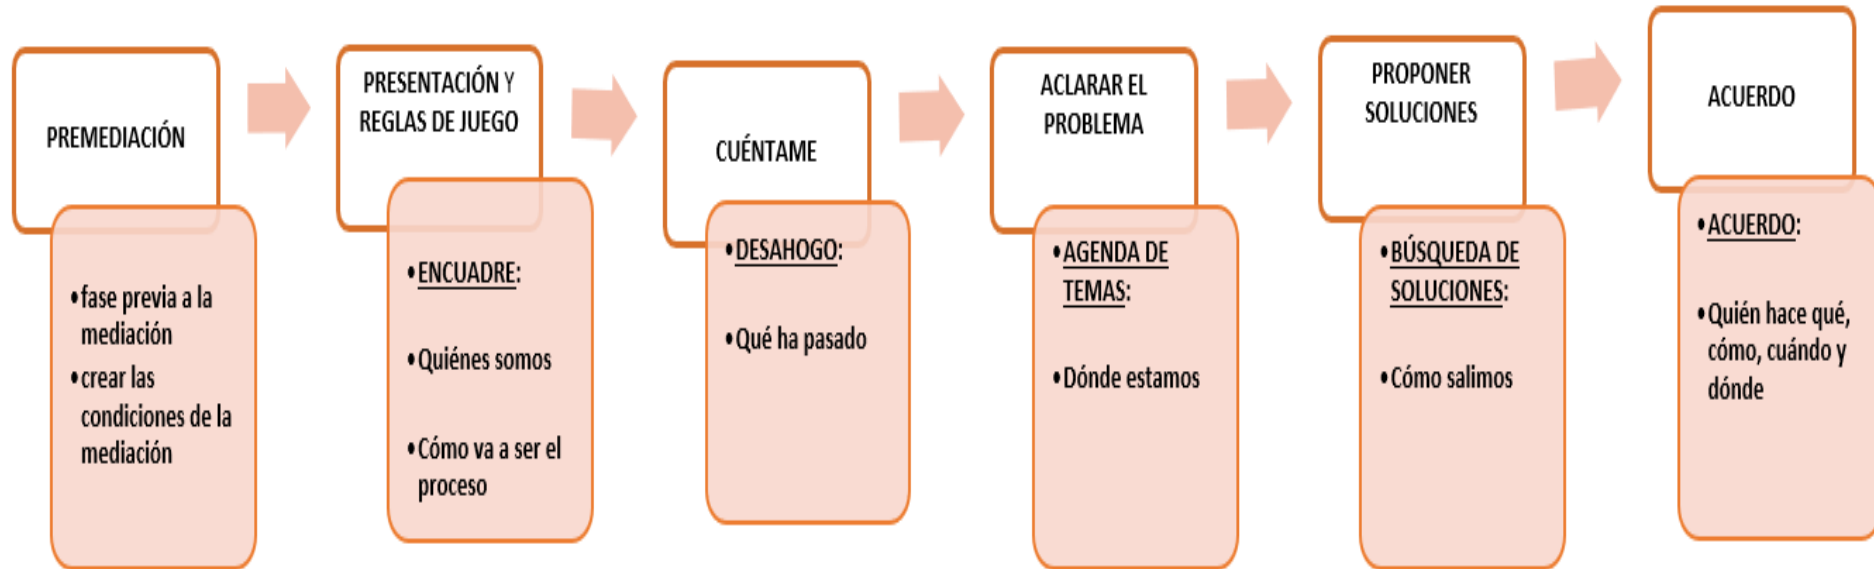 PREMEDIACIÓN
•fase previa a la
mediación
•crear las
condiciones de la
mediación
PRESENTACIÓN Y
REGLAS DE JUEGO
•ENCUADRE:
•Quiénes somos
•Cómo va a ser el
proceso
CUÉNTAME
•DESAHOGO:
•Qué ha pasado
ACLARAR EL
PROBLEMA
•AGENDA DE
TEMAS:
•Dónde estamos
PROPONER
SOLUCIONES
•BÚSQUEDA DE
SOLUCIONES:
•Cómo salimos
ACUERDO
•ACUERDO:
•Quién hace qué,
cómo, cuándo y
dónde